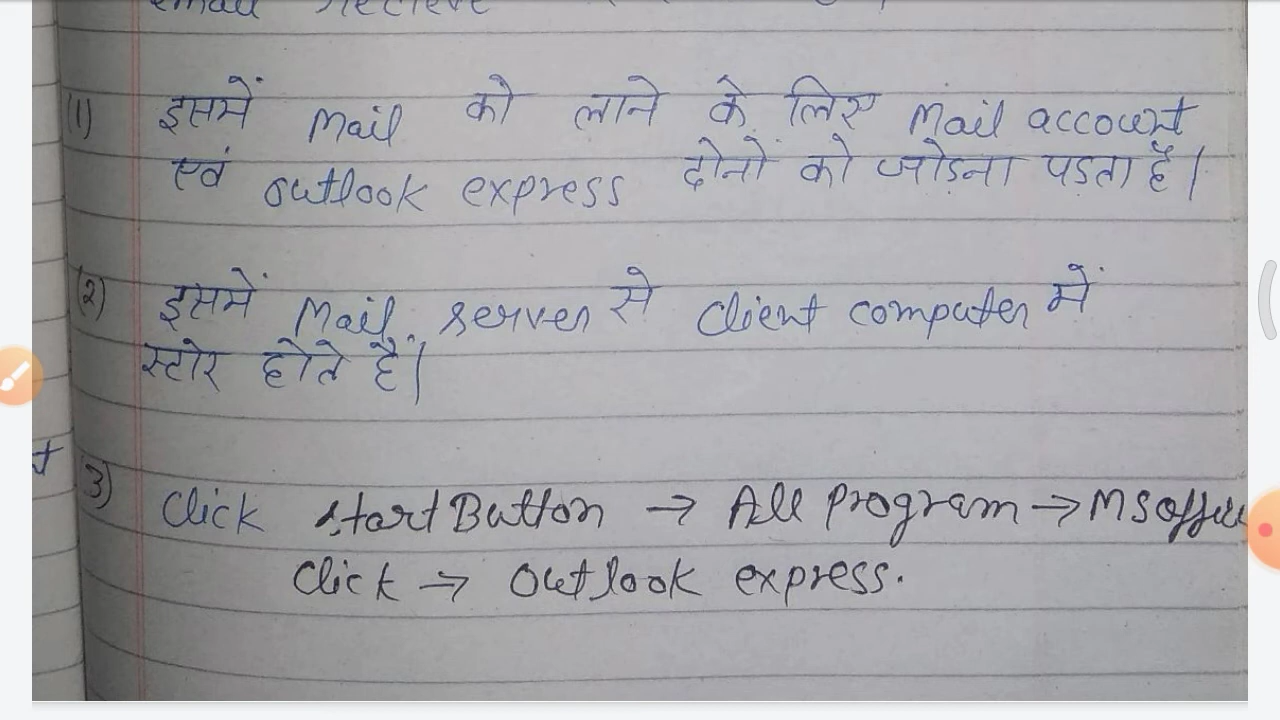 email
(1) इसमें Mail को लाने के लिए Mail account
एवं outlook express दोनों को जोड़ना पड़ता है।
(2) इसमें Mail server से Client computer में
स्टोर होते हैं।
3) Click start Button → All program → MS office
Click → Outlook express.